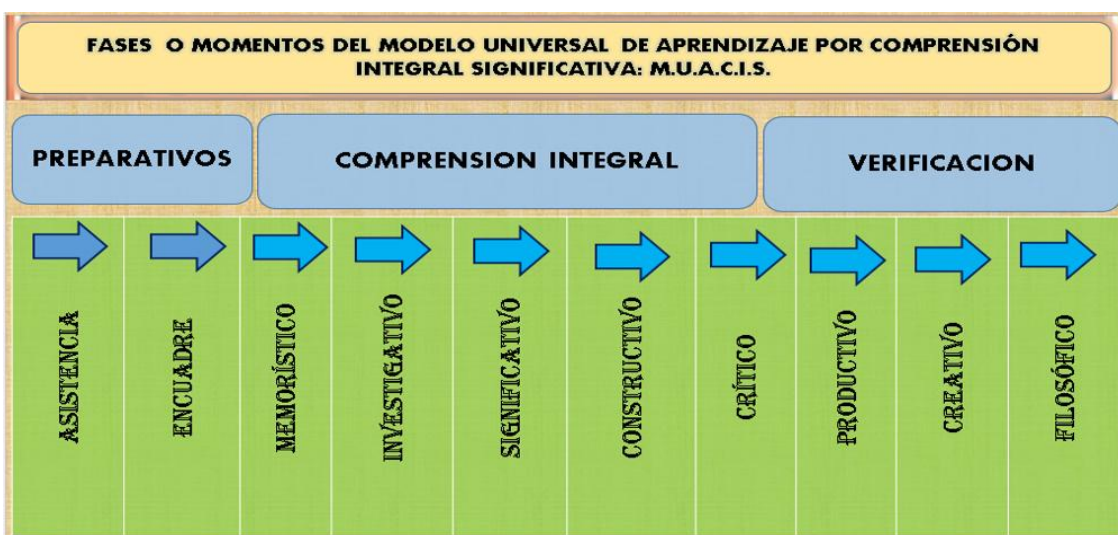 FASES O MOMENTOS DEL MODELO UNIVERSAL DE APRENDIZAJE POR COMPRENSIÓN
INTEGRAL SIGNIFICATIVA: M.U.A.C.I.S.
PREPARATIVOS
COMPRENSION INTEGRAL
VERIFICACION
ASISTENCIA
ENCUADRE
MEMORÍSTICO
INVESTIGATIVO
SIGNIFICATIVO
CONSTRUCTIVO
CRÍTICO
PRODUCTIVO
CREATIVO
FILOSÓFICO